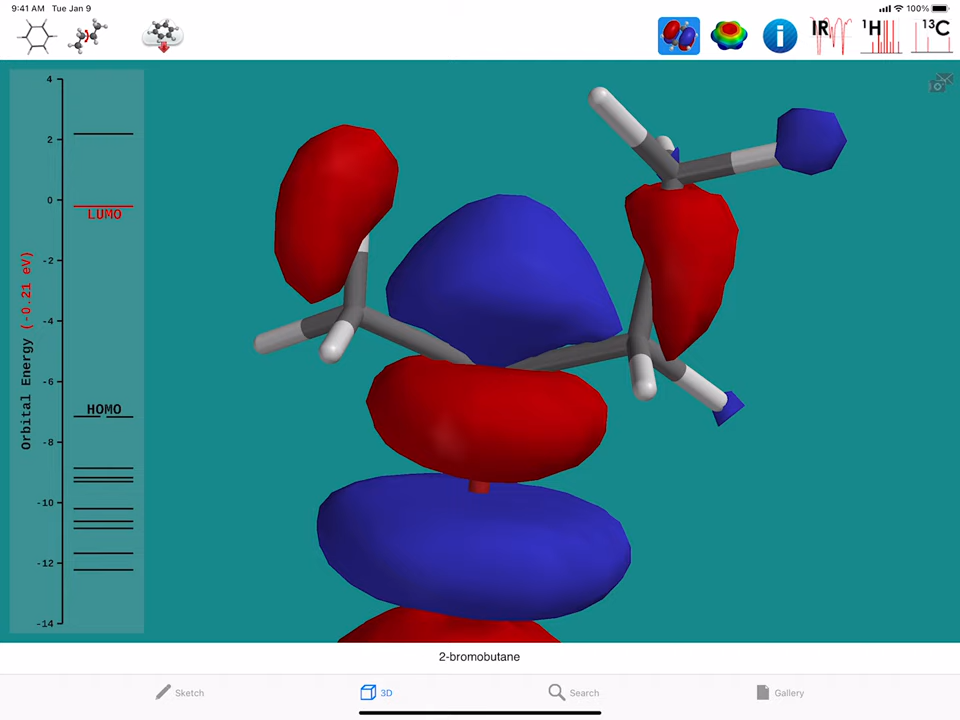 9:41 AM Tue Jan 9
100%
i
IR
1H
13C
4
2
0
LUMO
-2
-4
-6
HOMO
-8
-10
-12
-14
Orbital Energy (-0.21 eV)
2-bromobutane
Sketch
3D
Search
Gallery